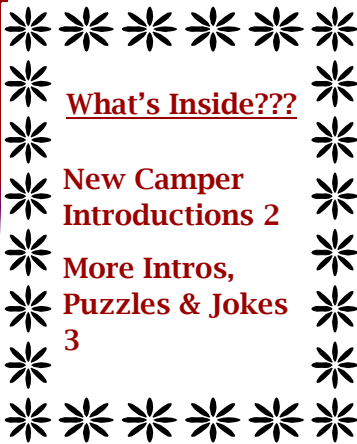 What's Inside???
New Camper
Introductions 2
More Intros,
Puzzles & Jokes
3